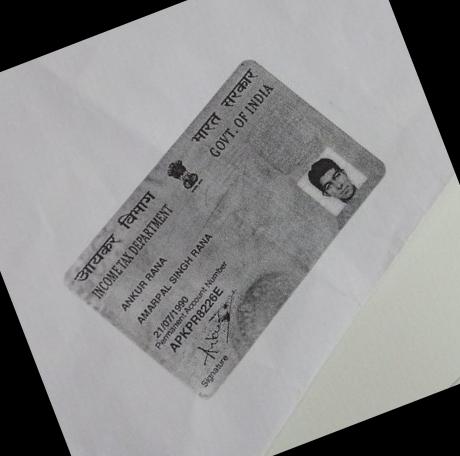 आयकर विभाग
INCOME TAX DEPARTMENT
भारत सरकार
GOVT. OF INDIA
ANKUR RANA
AMARPAL SINGH RANA
21/07/1990
Permanent Account Number
APKPR8226E
Signature